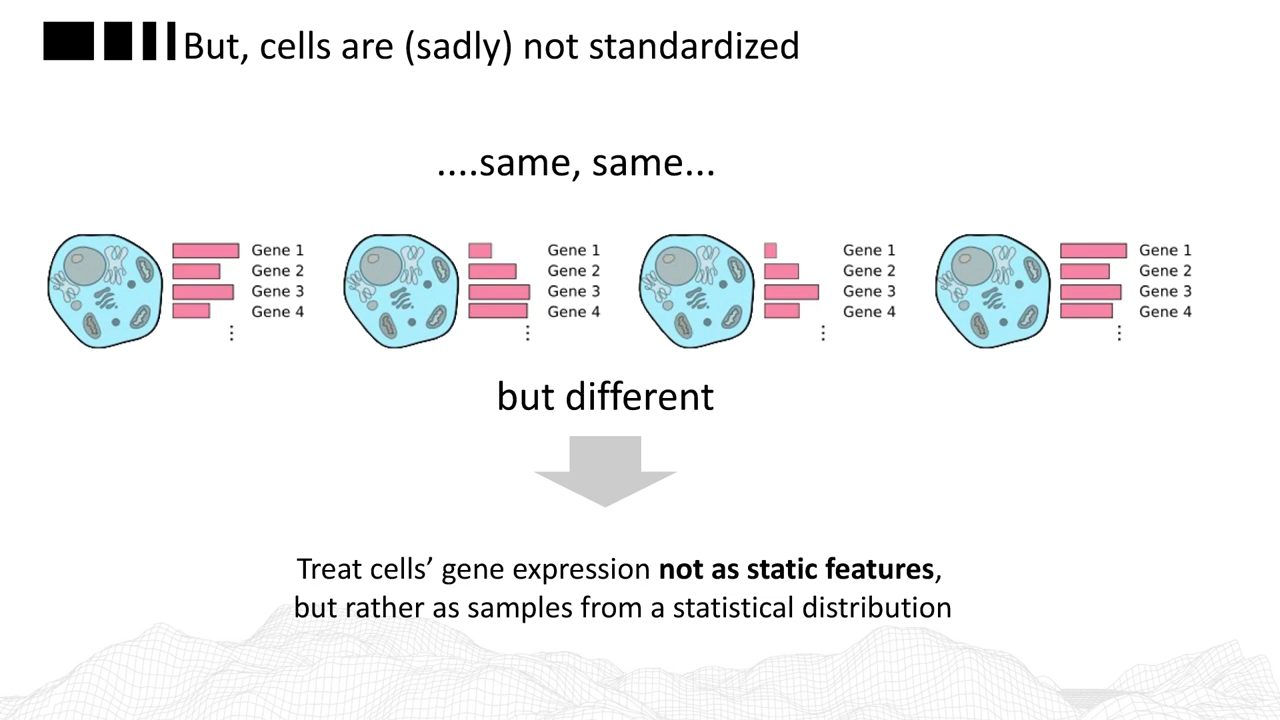 But, cells are (sadly) not standardized
....same, same...
Gene 1
Gene 2
Gene 3
Gene 4
⋮
Gene 1
Gene 2
Gene 3
Gene 4
⋮
Gene 1
Gene 2
Gene 3
Gene 4
⋮
Gene 1
Gene 2
Gene 3
Gene 4
⋮
but different
Treat cells’ gene expression not as static features,
but rather as samples from a statistical distribution